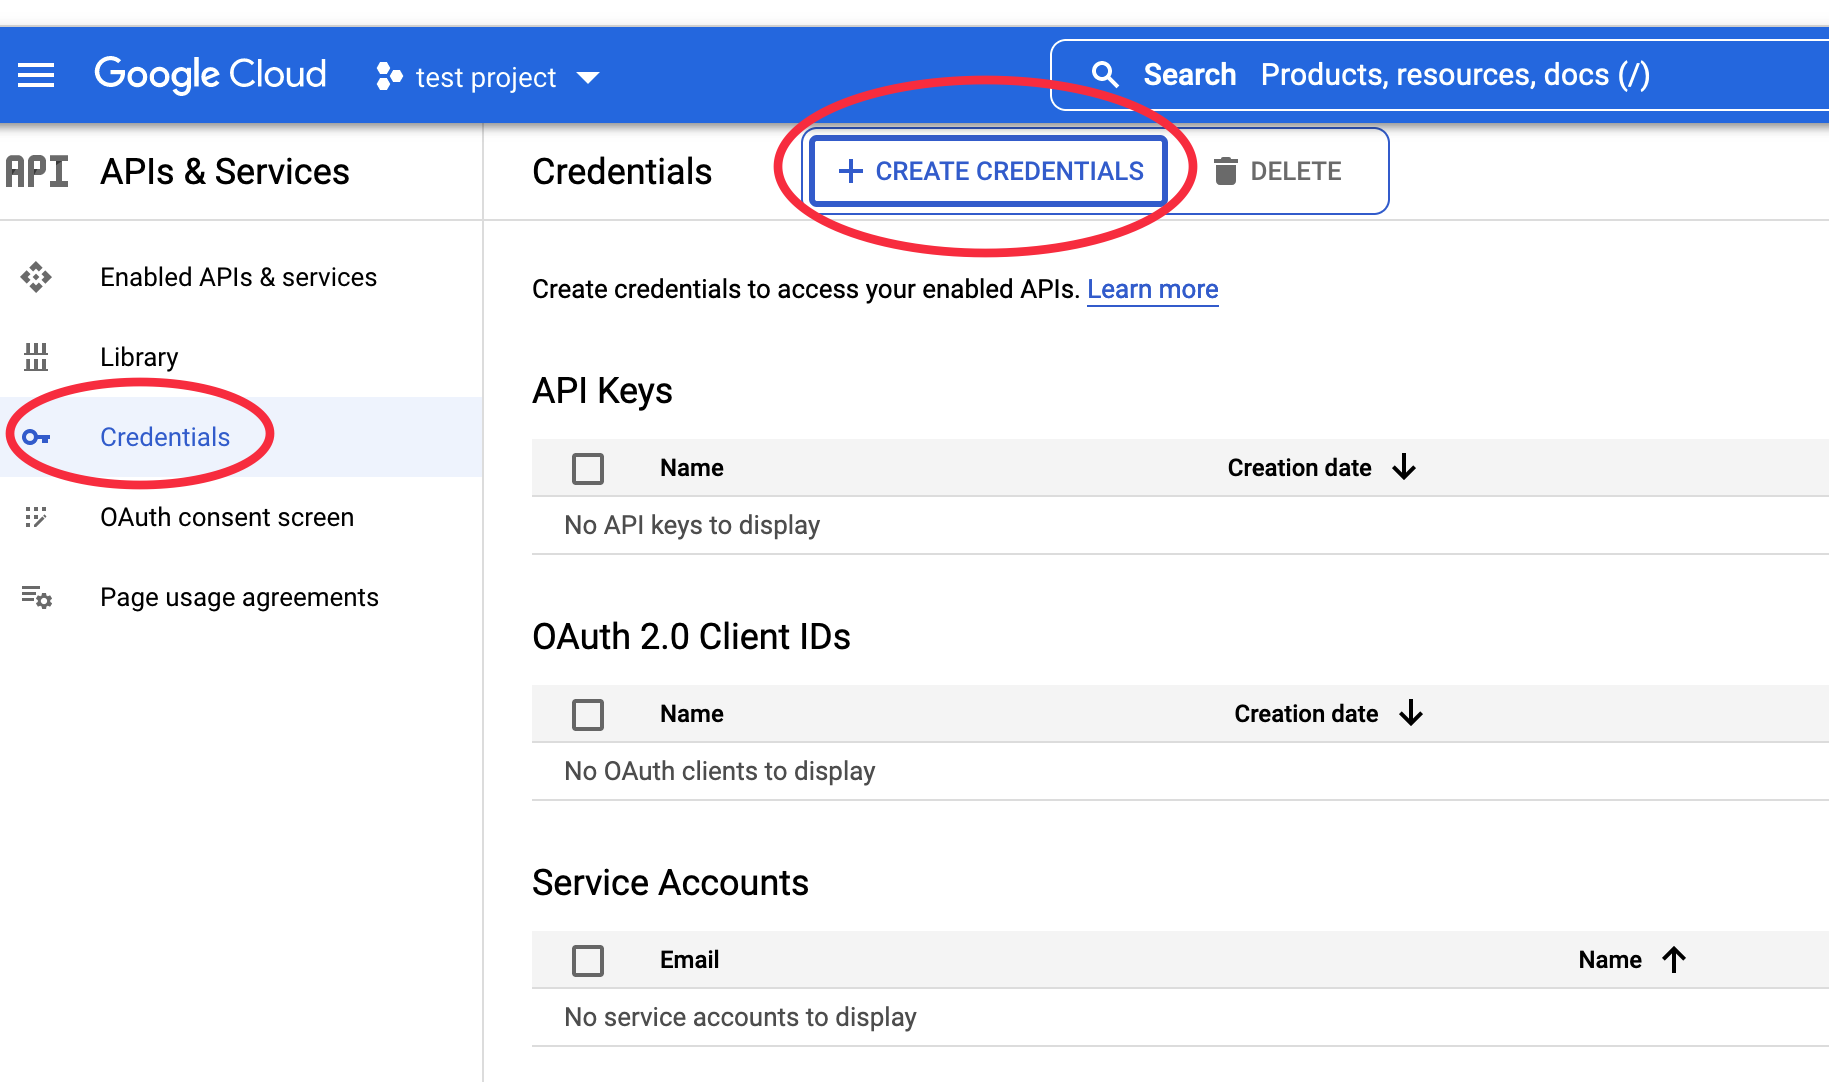 Google Cloud test project Search Products, resources, docs (/)
API APIs & Services Credentials + CREATE CREDENTIALS DELETE
Enabled APIs & services
Library
Credentials
OAuth consent screen
Page usage agreements
Create credentials to access your enabled APIs. Learn more
API Keys
Name Creation date
No API keys to display
OAuth 2.0 Client IDs
Name Creation date
No OAuth clients to display
Service Accounts
Email Name
No service accounts to display